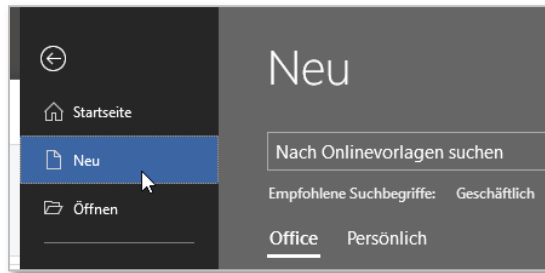 Neu
Startseite
Neu
Öffnen
Nach Onlinevorlagen suchen
Empfohlene Suchbegriffe: Geschäftlich
Office Persönlich